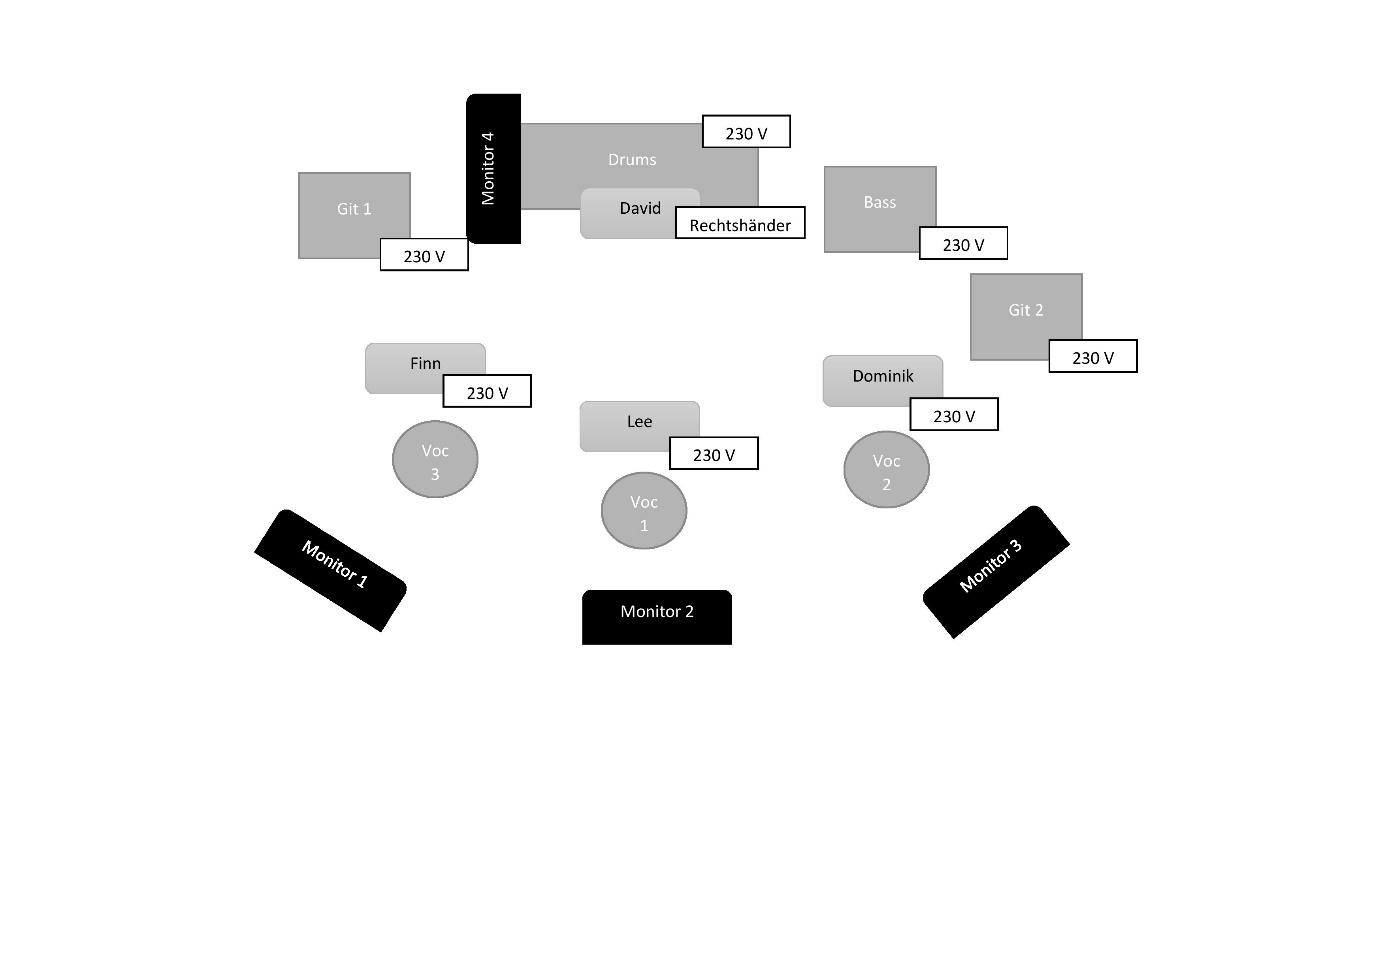 Monitor 4
Drums
230 V
David
Rechtshänder
Git 1
230 V
Bass
230 V
Git 2
230 V
Finn
230 V
Dominik
230 V
Lee
230 V
Voc
3
Voc
2
Voc
1
Monitor 1
Monitor 2
Monitor 3